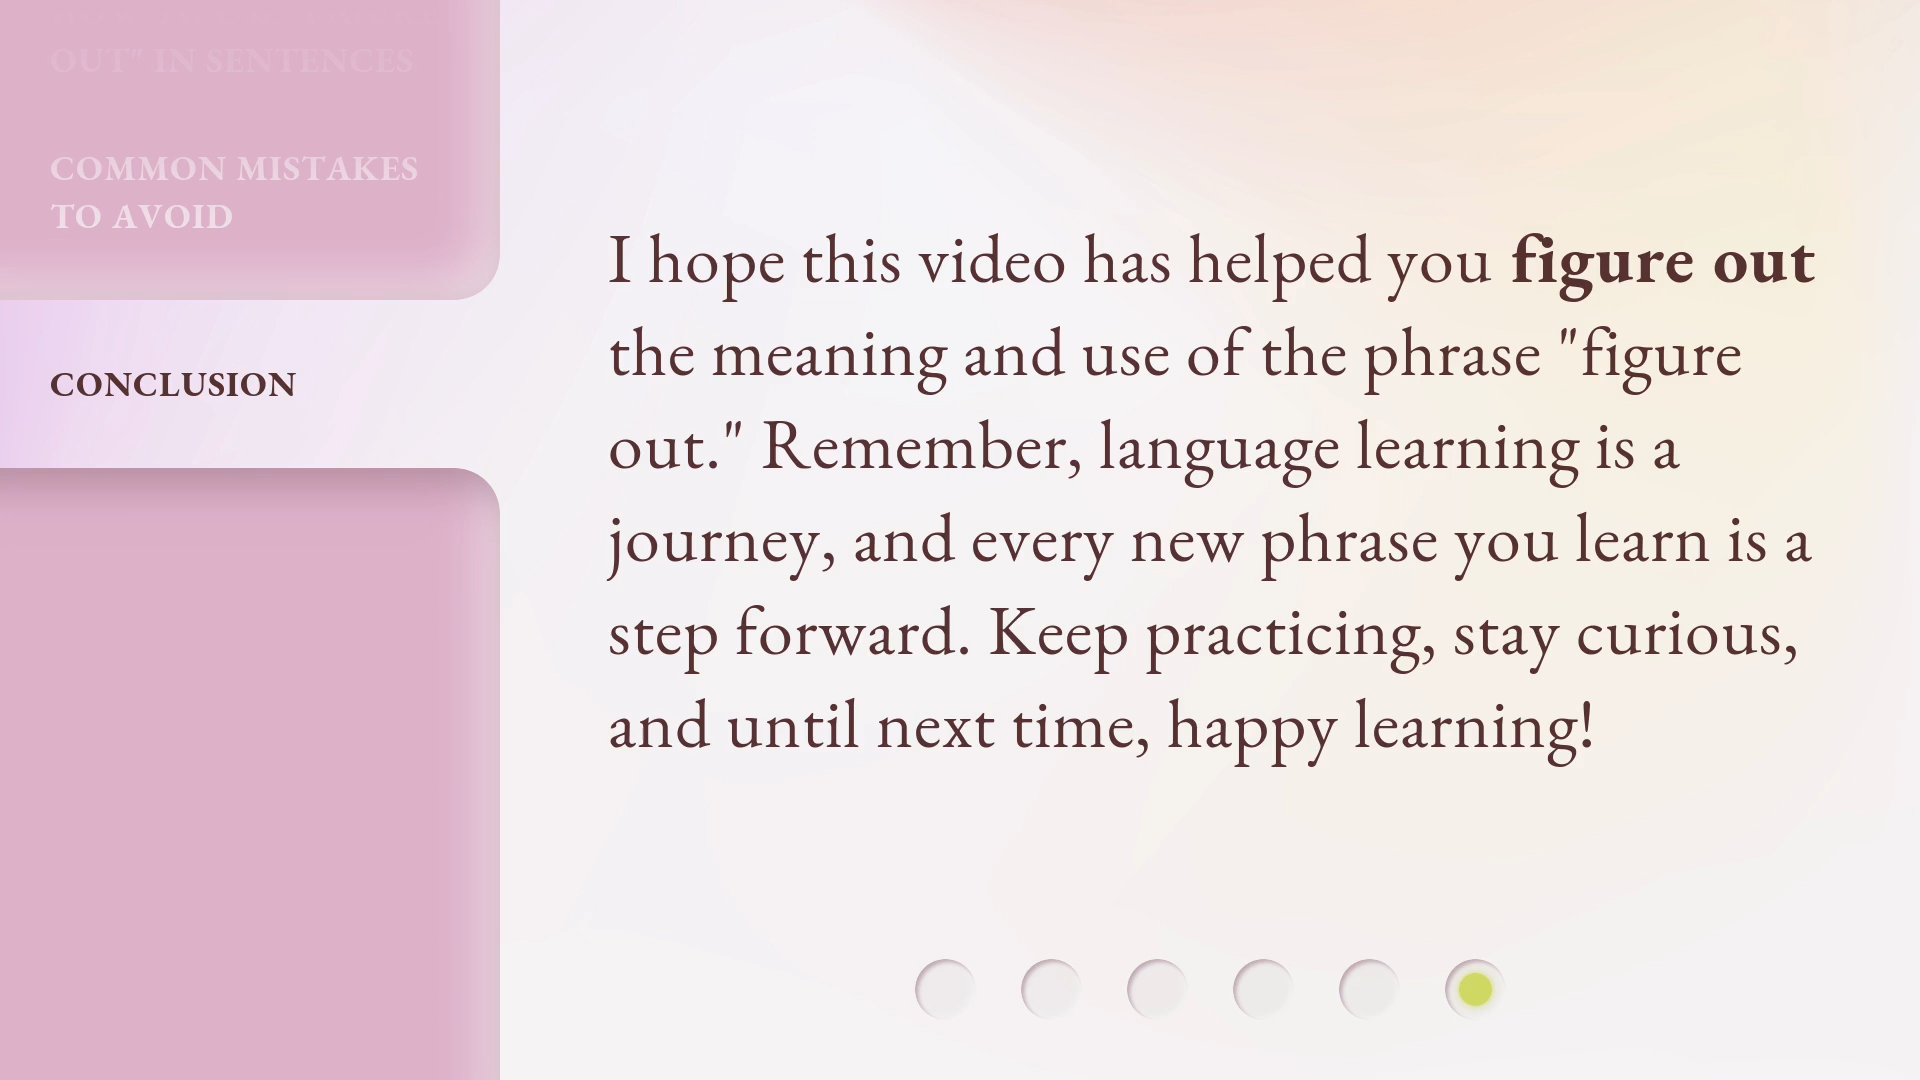 OUT" IN SENTENCES
COMMON MISTAKES
TO AVOID
CONCLUSION
I hope this video has helped you figure out
the meaning and use of the phrase "figure
out." Remember, language learning is a
journey, and every new phrase you learn is a
step forward. Keep practicing, stay curious,
and until next time, happy learning!